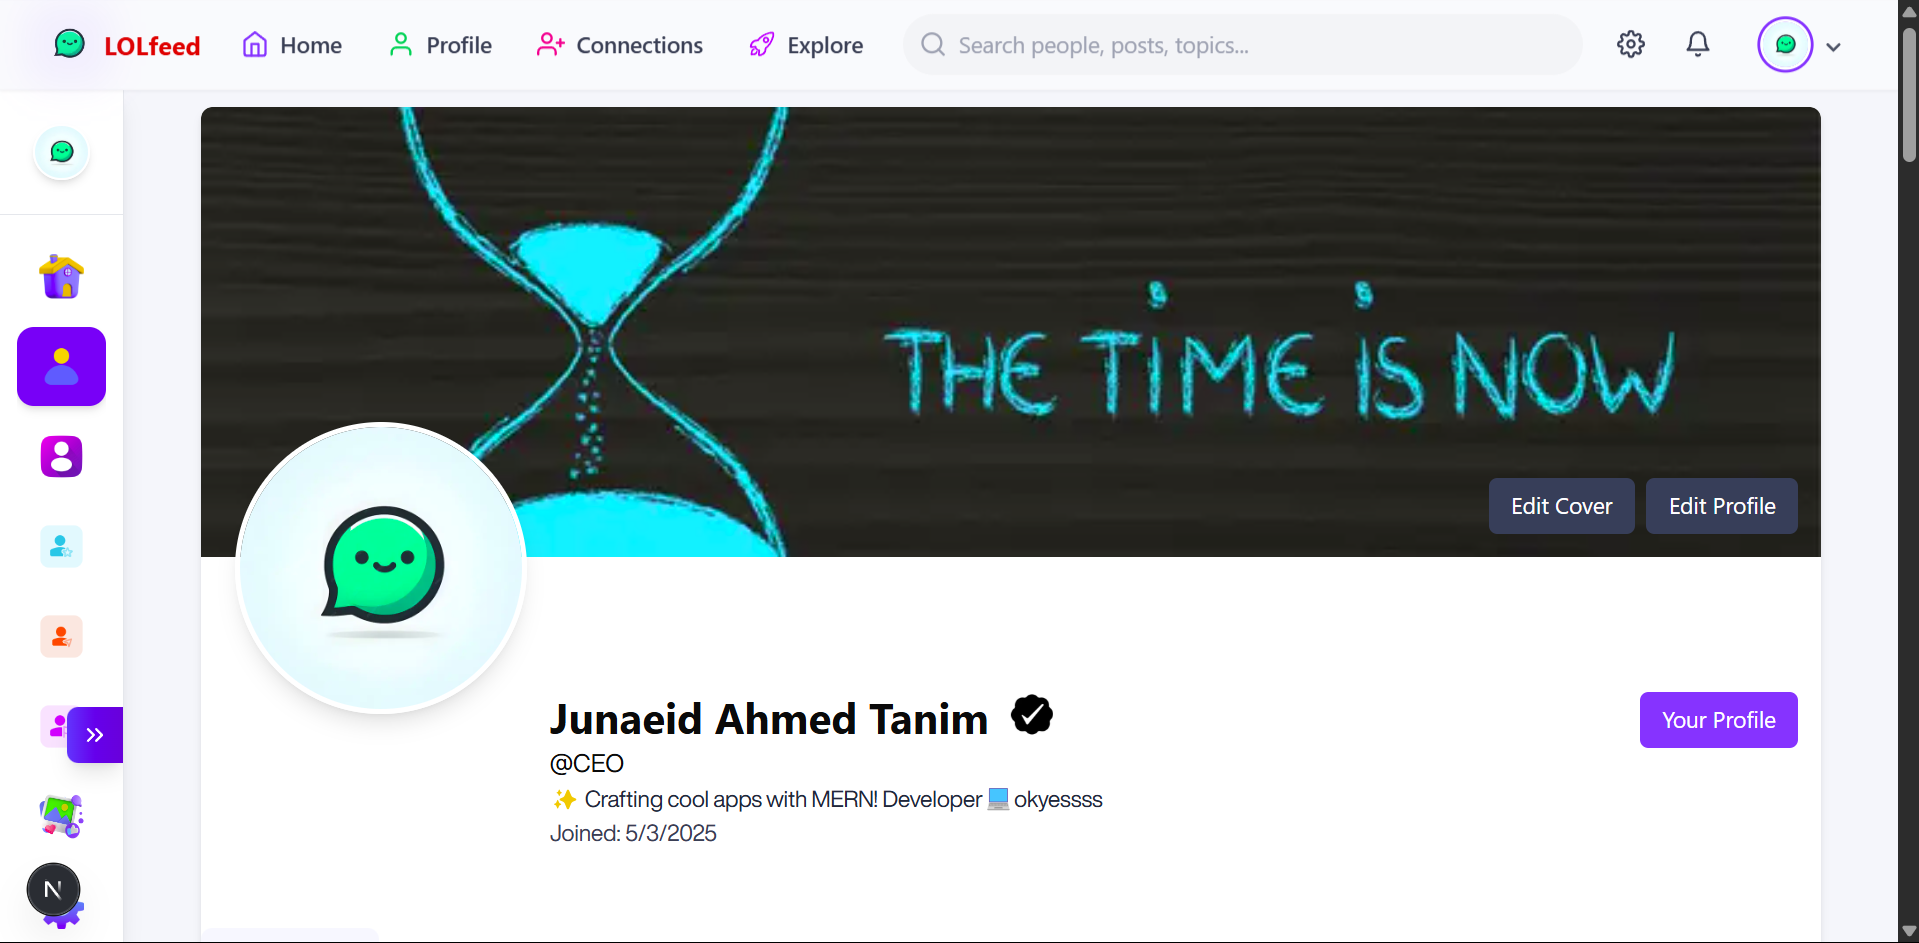 LOLfeed
Home
Profile
Connections
Explore
Search people, posts, topics...
THE TiME iS NOW
Edit Cover
Edit Profile
Junaeid Ahmed Tanim
Your Profile
@CEO
✨ Crafting cool apps with MERN! Developer 💻 okyessss
Joined: 5/3/2025
N